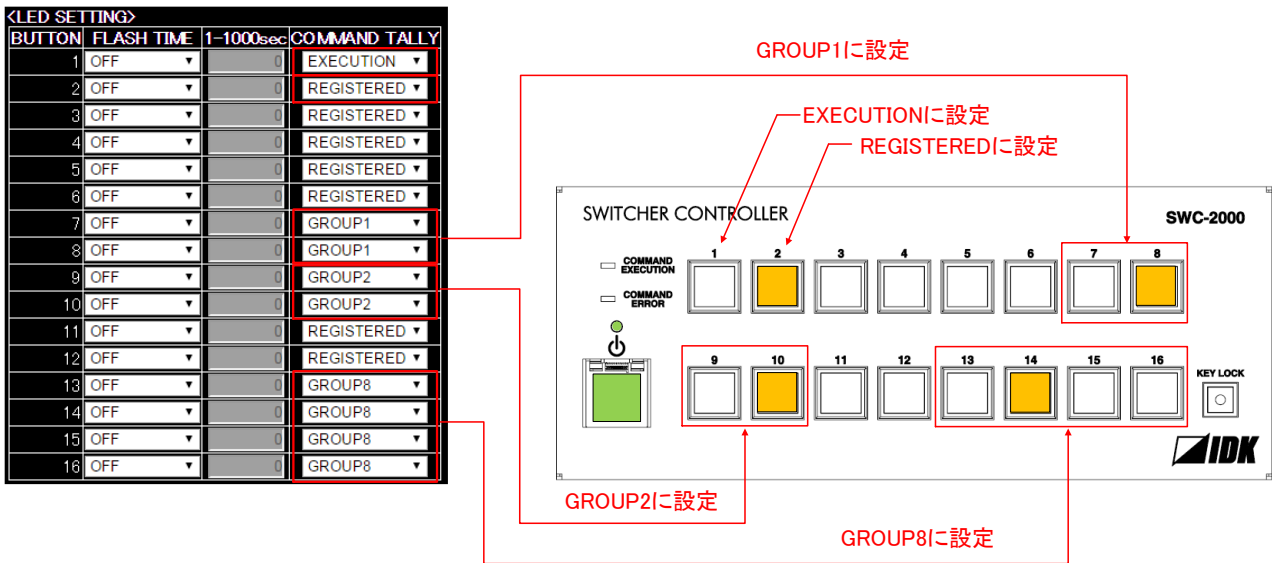 <LED SETTING>
BUTTON FLASH TIME 1-1000sec COMMAND TALLY
1 OFF 0 EXECUTION
2 OFF 0 REGISTERED
3 OFF 0 REGISTERED
4 OFF 0 REGISTERED
5 OFF 0 REGISTERED
6 OFF 0 REGISTERED
7 OFF 0 GROUP1
8 OFF 0 GROUP1
9 OFF 0 GROUP2
10 OFF 0 GROUP2
11 OFF 0 REGISTERED
12 OFF 0 REGISTERED
13 OFF 0 GROUP8
14 OFF 0 GROUP8
15 OFF 0 GROUP8
16 OFF 0 GROUP8
GROUP1に設定
EXECUTIONに設定
REGISTEREDに設定
SWITCHER CONTROLLER
SWC-2000
1 2 3 4 5 6 7 8
COMMAND
EXECUTION
COMMAND
ERROR
9 10 11 12 13 14 15 16
KEY LOCK
IDK
GROUP2に設定
GROUP8に設定